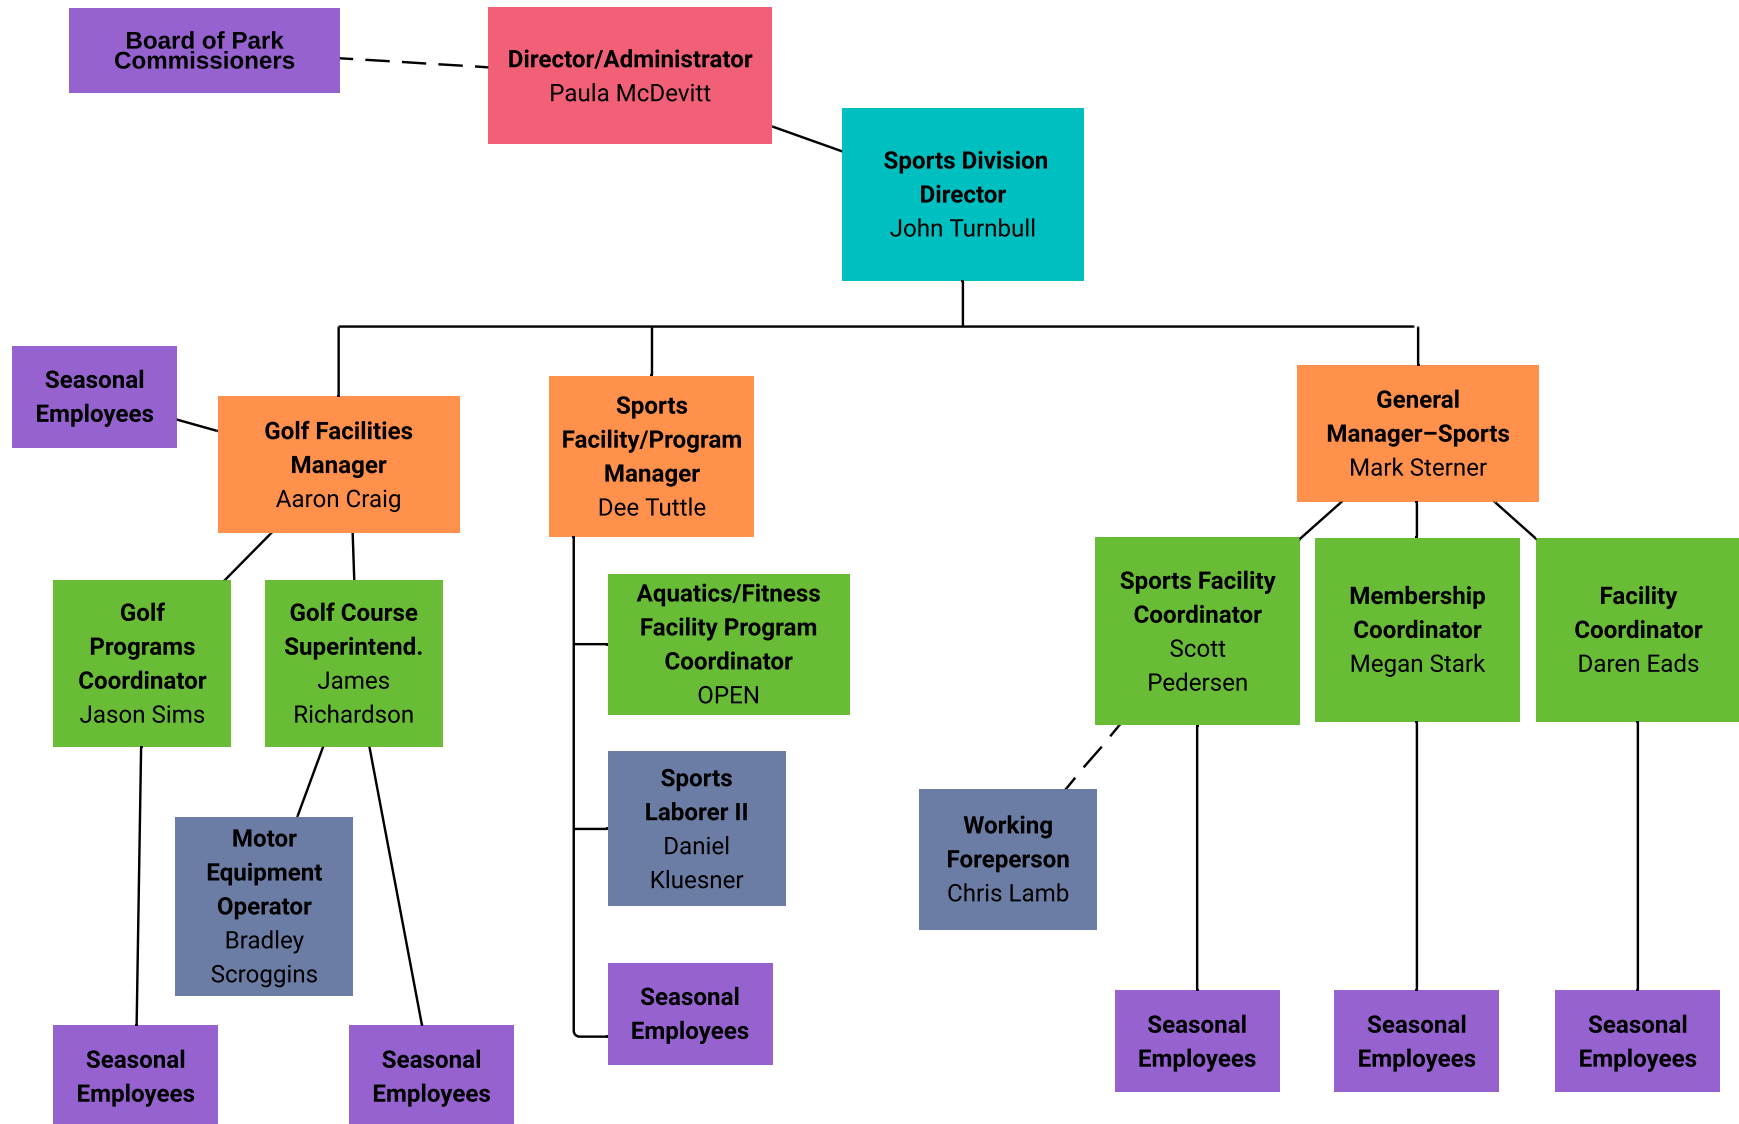 Board of Park
Commissioners
Director/Administrator
Paula McDevitt
Sports Division
Director
John Turnbull
Seasonal
Employees
Golf Facilities
Manager
Aaron Craig
Sports
Facility/Program
Manager
Dee Tuttle
General
Manager–Sports
Mark Sterner
Golf
Programs
Coordinator
Jason Sims
Golf Course
Superintend.
James
Richardson
Aquatics/Fitness
Facility Program
Coordinator
OPEN
Sports Facility
Coordinator
Scott
Pedersen
Membership
Coordinator
Megan Stark
Facility
Coordinator
Daren Eads
Motor
Equipment
Operator
Bradley
Scroggins
Sports
Laborer II
Daniel
Kluesner
Working
Foreperson
Chris Lamb
Seasonal
Employees
Seasonal
Employees
Seasonal
Employees
Seasonal
Employees
Seasonal
Employees
Seasonal
Employees